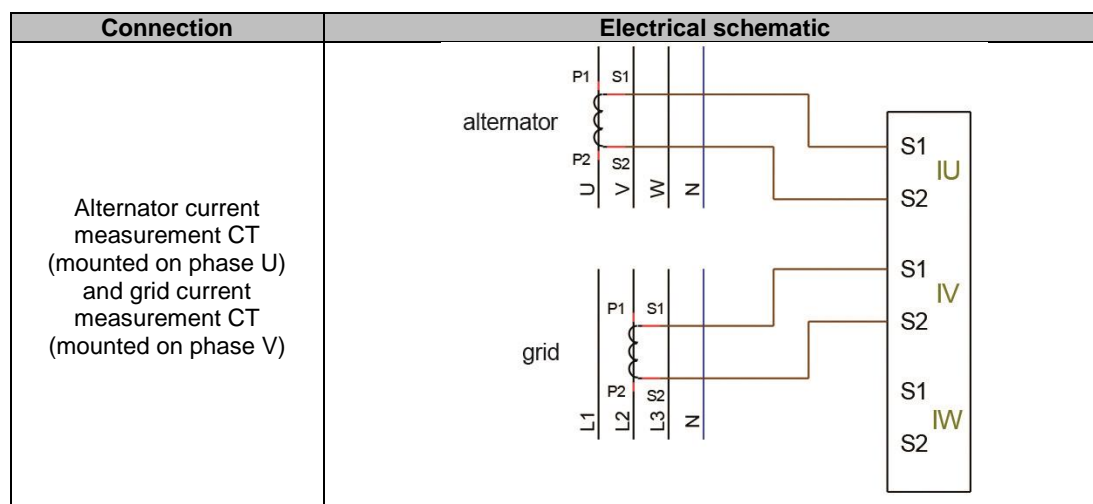 Connection
Electrical schematic
Alternator current
measurement CT
(mounted on phase U)
and grid current
measurement CT
(mounted on phase V)
P1 S1
alternator
P2 S2
U V W N
P1 S1
grid
P2 S2
L1 L2 L3 N
S1
IU
S2
S1
IV
S2
S1
IW
S2